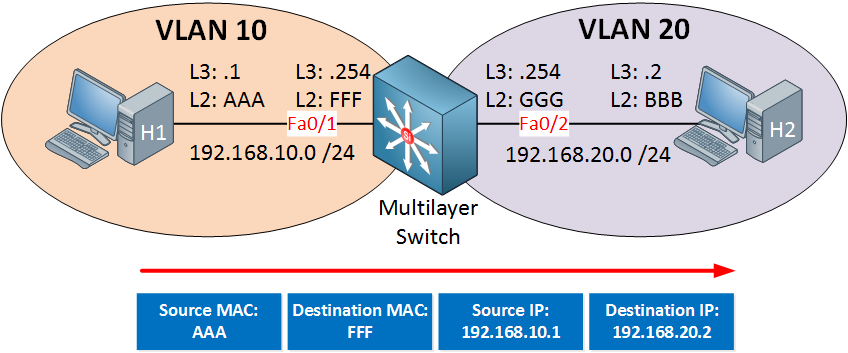 VLAN 10
VLAN 20
L3: .1
L3: .254
L3: .254
L3: .2
L2: AAA
L2: FFF
L2: GGG
L2: BBB
H1
Fa0/1
Fa0/2
H2
192.168.10.0 /24
192.168.20.0 /24
Multilayer
Switch
Source MAC:
AAA
Destination MAC:
FFF
Source IP:
192.168.10.1
Destination IP:
192.168.20.2